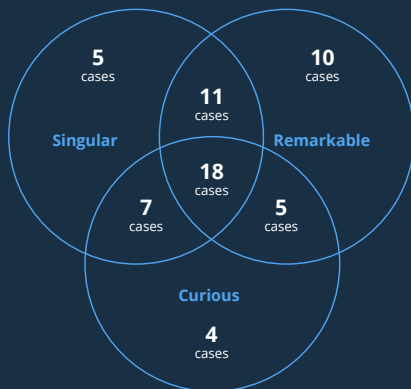 5
cases
10
cases
11
cases
Singular
Remarkable
18
cases
7
cases
5
cases
Curious
4
cases